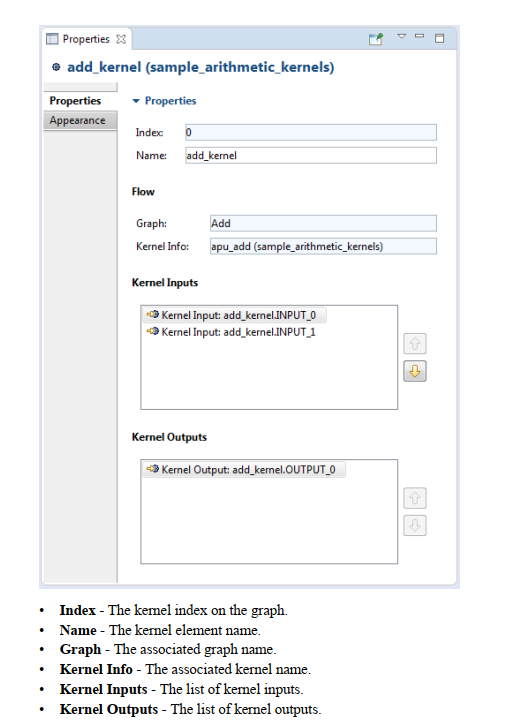 Properties
add_kernel (sample_arithmetic_kernels)
Properties
Appearance
Properties
Index: 0
Name: add_kernel
Flow
Graph: Add
Kernel Info: apu_add (sample_arithmetic_kernels)
Kernel Inputs
Kernel Input: add_kernel.INPUT_0
Kernel Input: add_kernel.INPUT_1
Kernel Outputs
Kernel Output: add_kernel.OUTPUT_0
• Index - The kernel index on the graph.
• Name - The kernel element name.
• Graph - The associated graph name.
• Kernel Info - The associated kernel name.
• Kernel Inputs - The list of kernel inputs.
• Kernel Outputs - The list of kernel outputs.